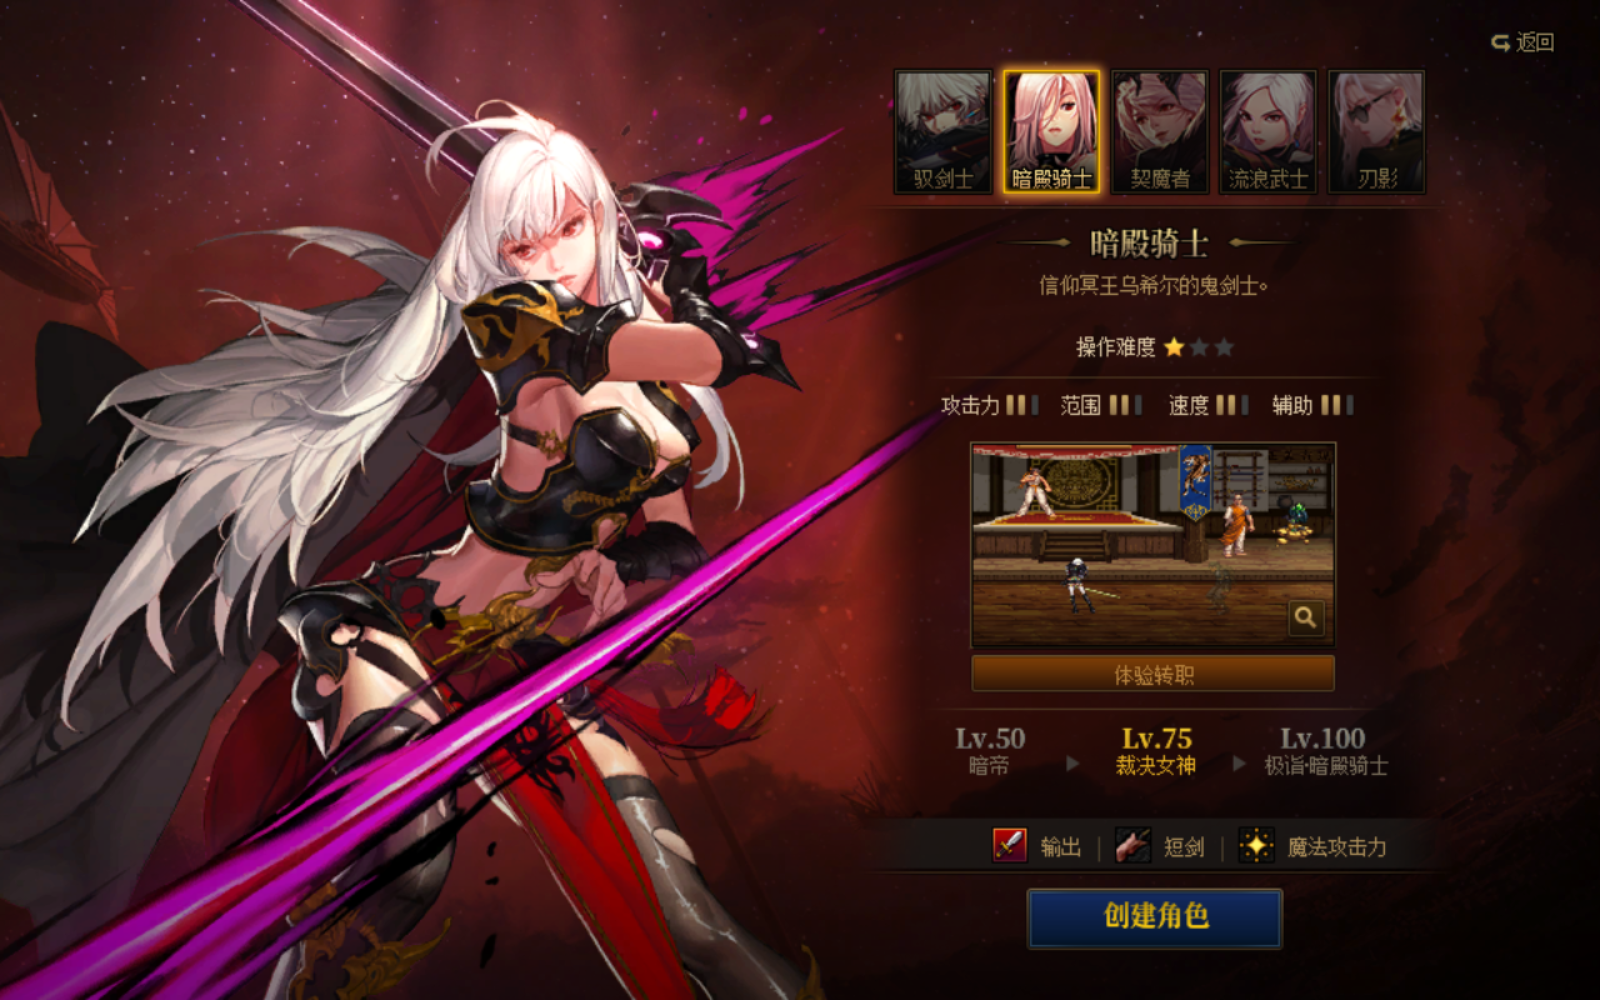 返回
驭剑士 暗殿骑士 契魔者 流浪武士 刃影
暗殿骑士
信仰冥王乌希尔的鬼剑士。
操作难度
攻击力 范围 速度 辅助
体验转职
Lv.50 Lv.75 Lv.100
暗帝 裁决女神 极诣·暗殿骑士
输出 | 短剑 | 魔法攻击力
创建角色